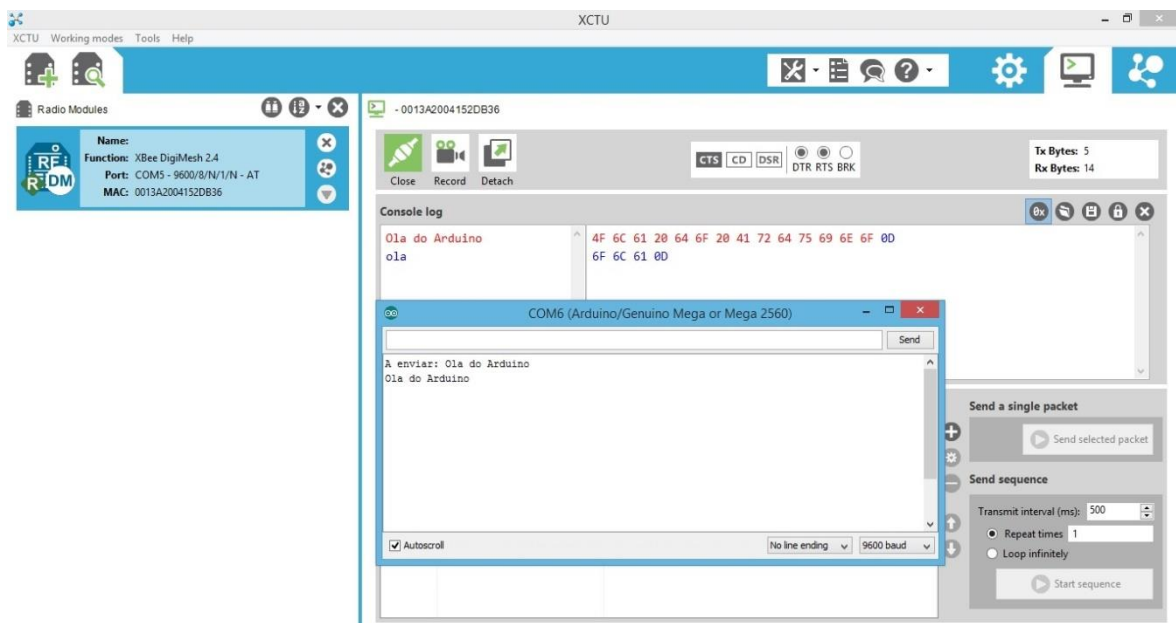 XCTU
XCTU Working modes Tools Help
Radio Modules
- 0013A2004152DB36
Name:
Function: XBee DigiMesh 2.4
Port: COM5 - 9600/8/N/1/N - AT
MAC: 0013A2004152DB36
RF
R DM
Close Record Detach
CTS CD DSR DTR RTS BRK
Tx Bytes: 5
Rx Bytes: 14
Console log
0x
Ola do Arduino
ola
4F 6C 61 20 64 6F 20 41 72 64 75 69 6E 6F 0D
6F 6C 61 0D
COM6 (Arduino/Genuino Mega or Mega 2560)
Send
A enviar: Ola do Arduino
Ola do Arduino
Autoscroll
No line ending
9600 baud
Send a single packet
Send selected packet
Send sequence
Transmit interval (ms): 500
Repeat times 1
Loop infinitely
Start sequence